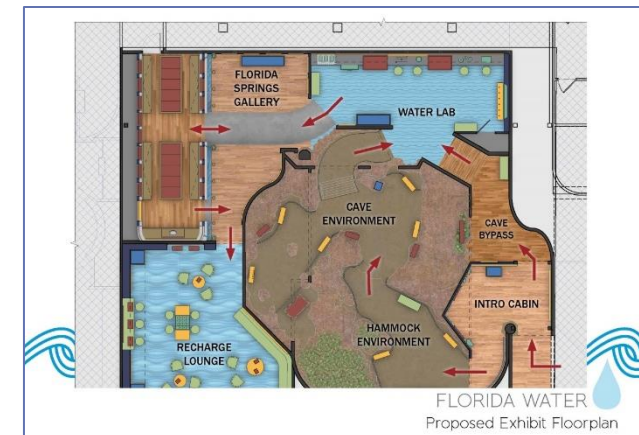 FLORIDA
SPRINGS
GALLERY
WATER LAB
CAVE
ENVIRONMENT
CAVE
BYPASS
INTRO CABIN
HAMMOCK
ENVIRONMENT
RECHARGE
LOUNGE
FLORIDA WATER
Proposed Exhibit Floorplan